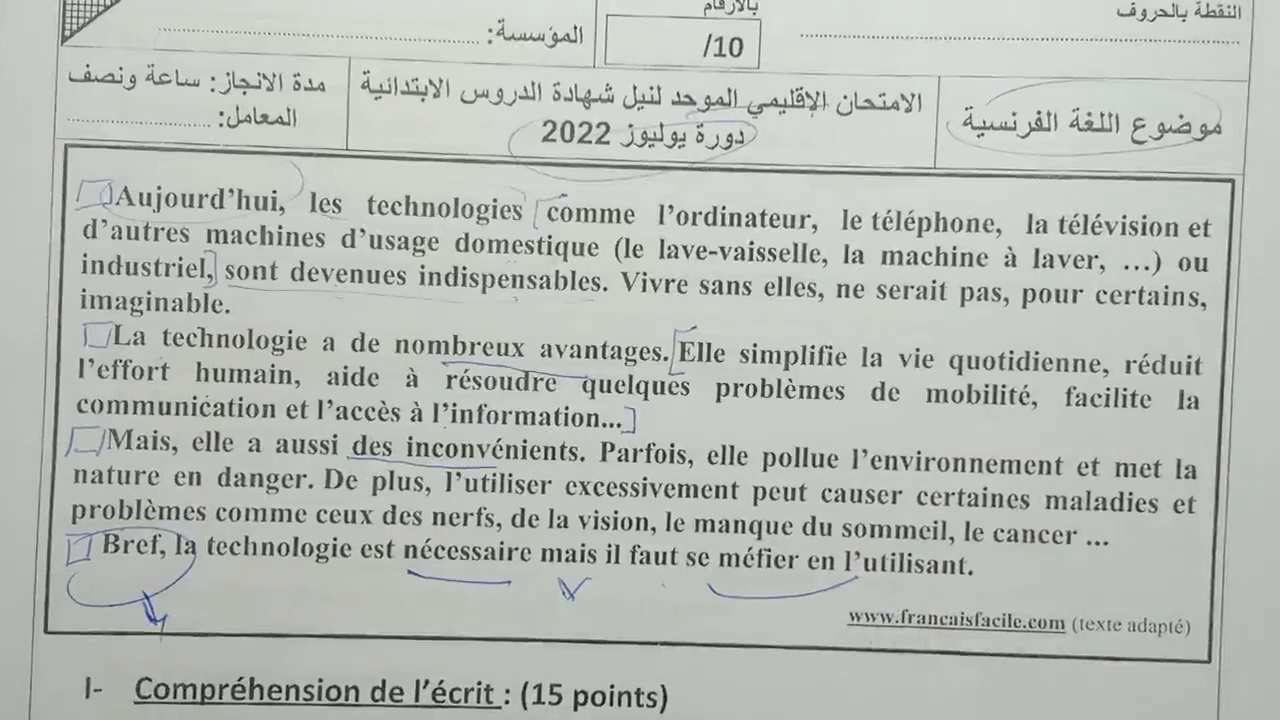 النقطة بالحروف
بالأرقام
المؤسسة:
/10
موضوع اللغة الفرنسية
الامتحان الإقليمي الموحد لنيل شهادة الدروس الابتدائية
دورة يوليوز 2022
مدة الانجاز: ساعة ونصف
المعامل:
Aujourd'hui, les technologies comme l'ordinateur, le téléphone, la télévision et
d'autres machines d'usage domestique (le lave-vaisselle, la machine à laver, …) ou
industriel, sont devenues indispensables. Vivre sans elles, ne serait pas, pour certains,
imaginable.
La technologie a de nombreux avantages. Elle simplifie la vie quotidienne, réduit
l'effort humain, aide à résoudre quelques problèmes de mobilité, facilite la
communication et l'accès à l'information...
Mais, elle a aussi des inconvénients. Parfois, elle pollue l'environnement et met la
nature en danger. De plus, l'utiliser excessivement peut causer certaines maladies et
problèmes comme ceux des nerfs, de la vision, le manque du sommeil, le cancer ...
Bref, la technologie est nécessaire mais il faut se méfier en l'utilisant.
www.francaisfacile.com (texte adapté)
I- Compréhension de l'écrit : (15 points)